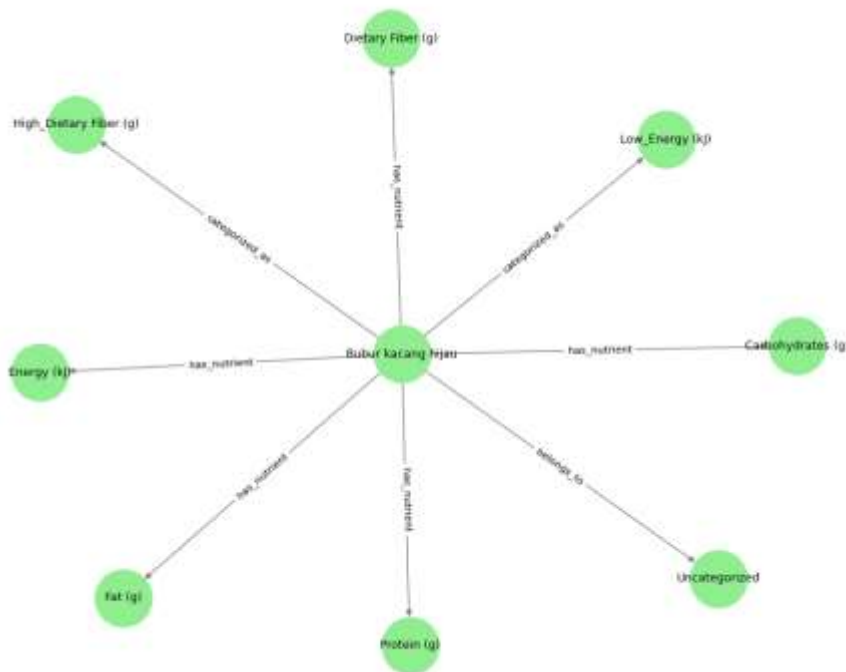 Dietary Fiber (g)
High_Dietary Fiber (g)
Low_Energy (kJ)
has_nutrient
categorized_as
categorized_as
Bubur kacang hijau
has_nutrient
Carbohydrates (g
Energy (kJ)
has_nutrient
has_nutrient
has_nutrient
belongs_to
Fat (g)
Uncategorized
Protein (g)